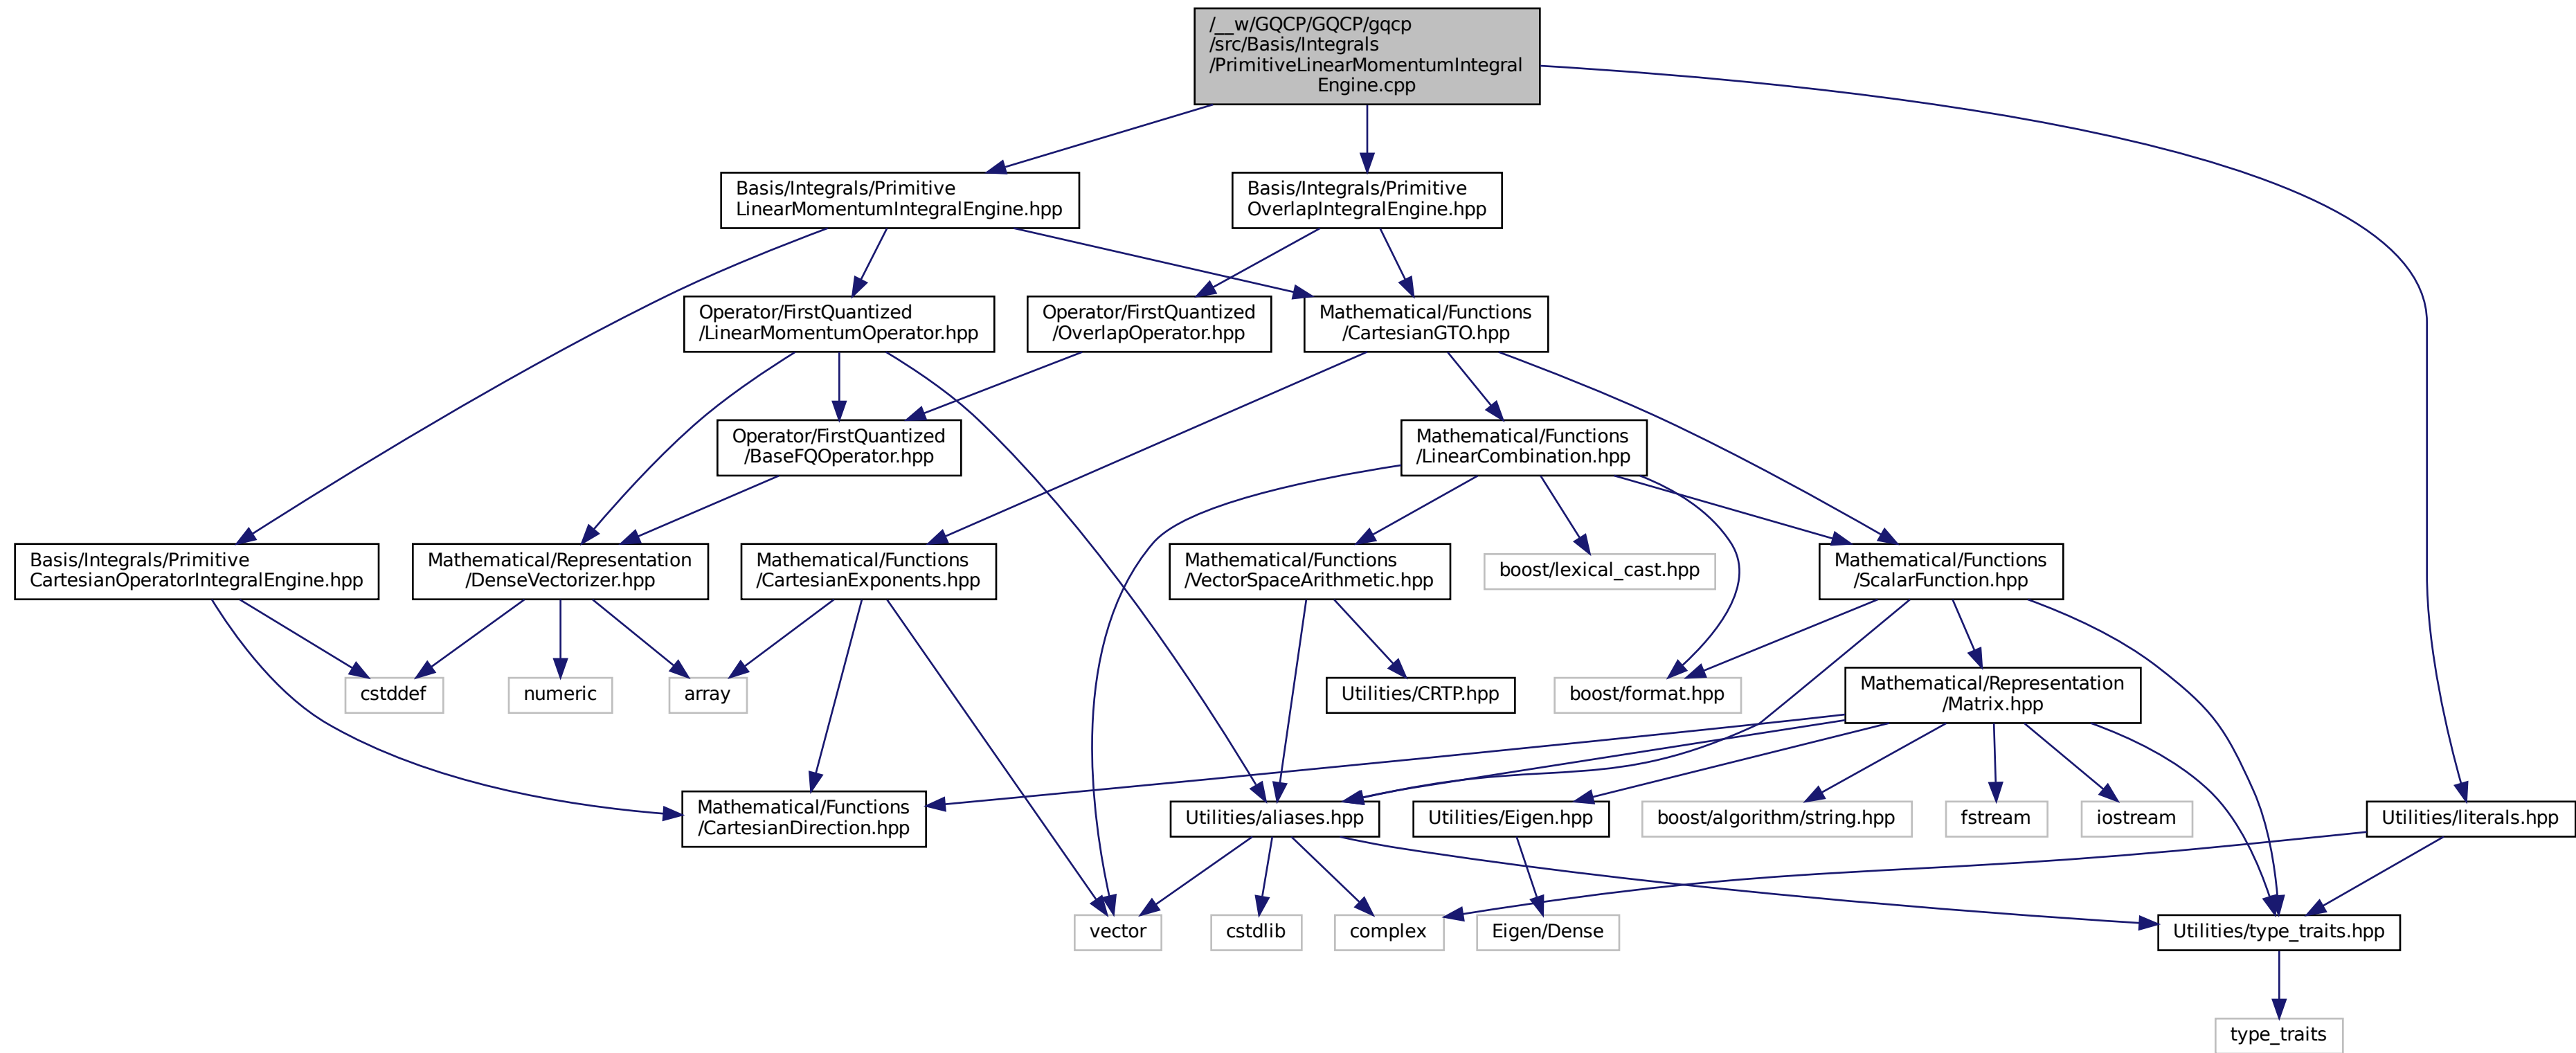 /__w/GQCP/GQCP/gqcp
/src/Basis/Integrals
/PrimitiveLinearMomentumIntegral
Engine.cpp
Basis/Integrals/Primitive
LinearMomentumIntegralEngine.hpp
Basis/Integrals/Primitive
OverlapIntegralEngine.hpp
Operator/FirstQuantized
/LinearMomentumOperator.hpp
Operator/FirstQuantized
/OverlapOperator.hpp
Mathematical/Functions
/CartesianGTO.hpp
Operator/FirstQuantized
/BaseFQOperator.hpp
Mathematical/Functions
/LinearCombination.hpp
Basis/Integrals/Primitive
CartesianOperatorIntegralEngine.hpp
Mathematical/Representation
/DenseVectorizer.hpp
Mathematical/Functions
/CartesianExponents.hpp
Mathematical/Functions
/VectorSpaceArithmetic.hpp
boost/lexical_cast.hpp
Mathematical/Functions
/ScalarFunction.hpp
cstddef
numeric
array
Utilities/CRTP.hpp
boost/format.hpp
Mathematical/Representation
/Matrix.hpp
Mathematical/Functions
/CartesianDirection.hpp
Utilities/aliases.hpp
Utilities/Eigen.hpp
boost/algorithm/string.hpp
fstream
iostream
Utilities/literals.hpp
vector
cstdlib
complex
Eigen/Dense
Utilities/type_traits.hpp
type_traits